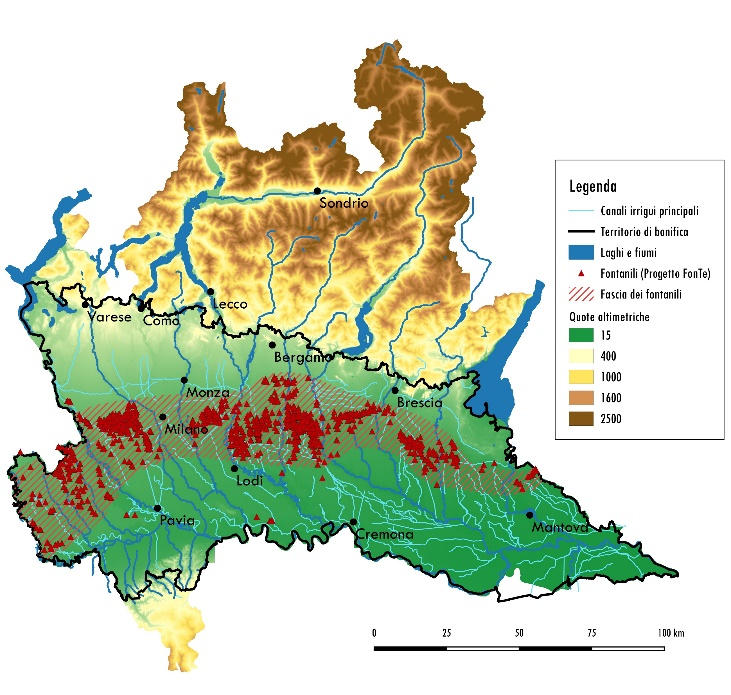 Sondrio
Legenda
Canali irrigui principali
Territorio di bonifica
Laghi e fiumi
Fontanili (Progetto FonTe)
Fascia dei fontanili
Quote altimetriche
15
400
1000
1600
2500
Lecco
Varese
Como
Bergamo
Monza
Brescia
Milano
Lodi
Pavia
Cremona
Mantova
0 25 50 75 100 km